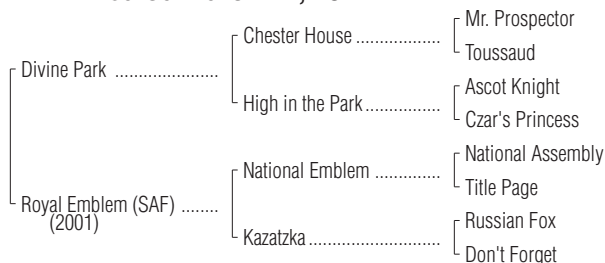 Mr. Prospector
Chester House ..................
Toussaud
Divine Park ......................
Ascot Knight
High in the Park................
Czar's Princess
National Assembly
National Emblem ..............
Title Page
Royal Emblem (SAF) ........
(2001)
Russian Fox
Kazatzka............................
Don't Forget